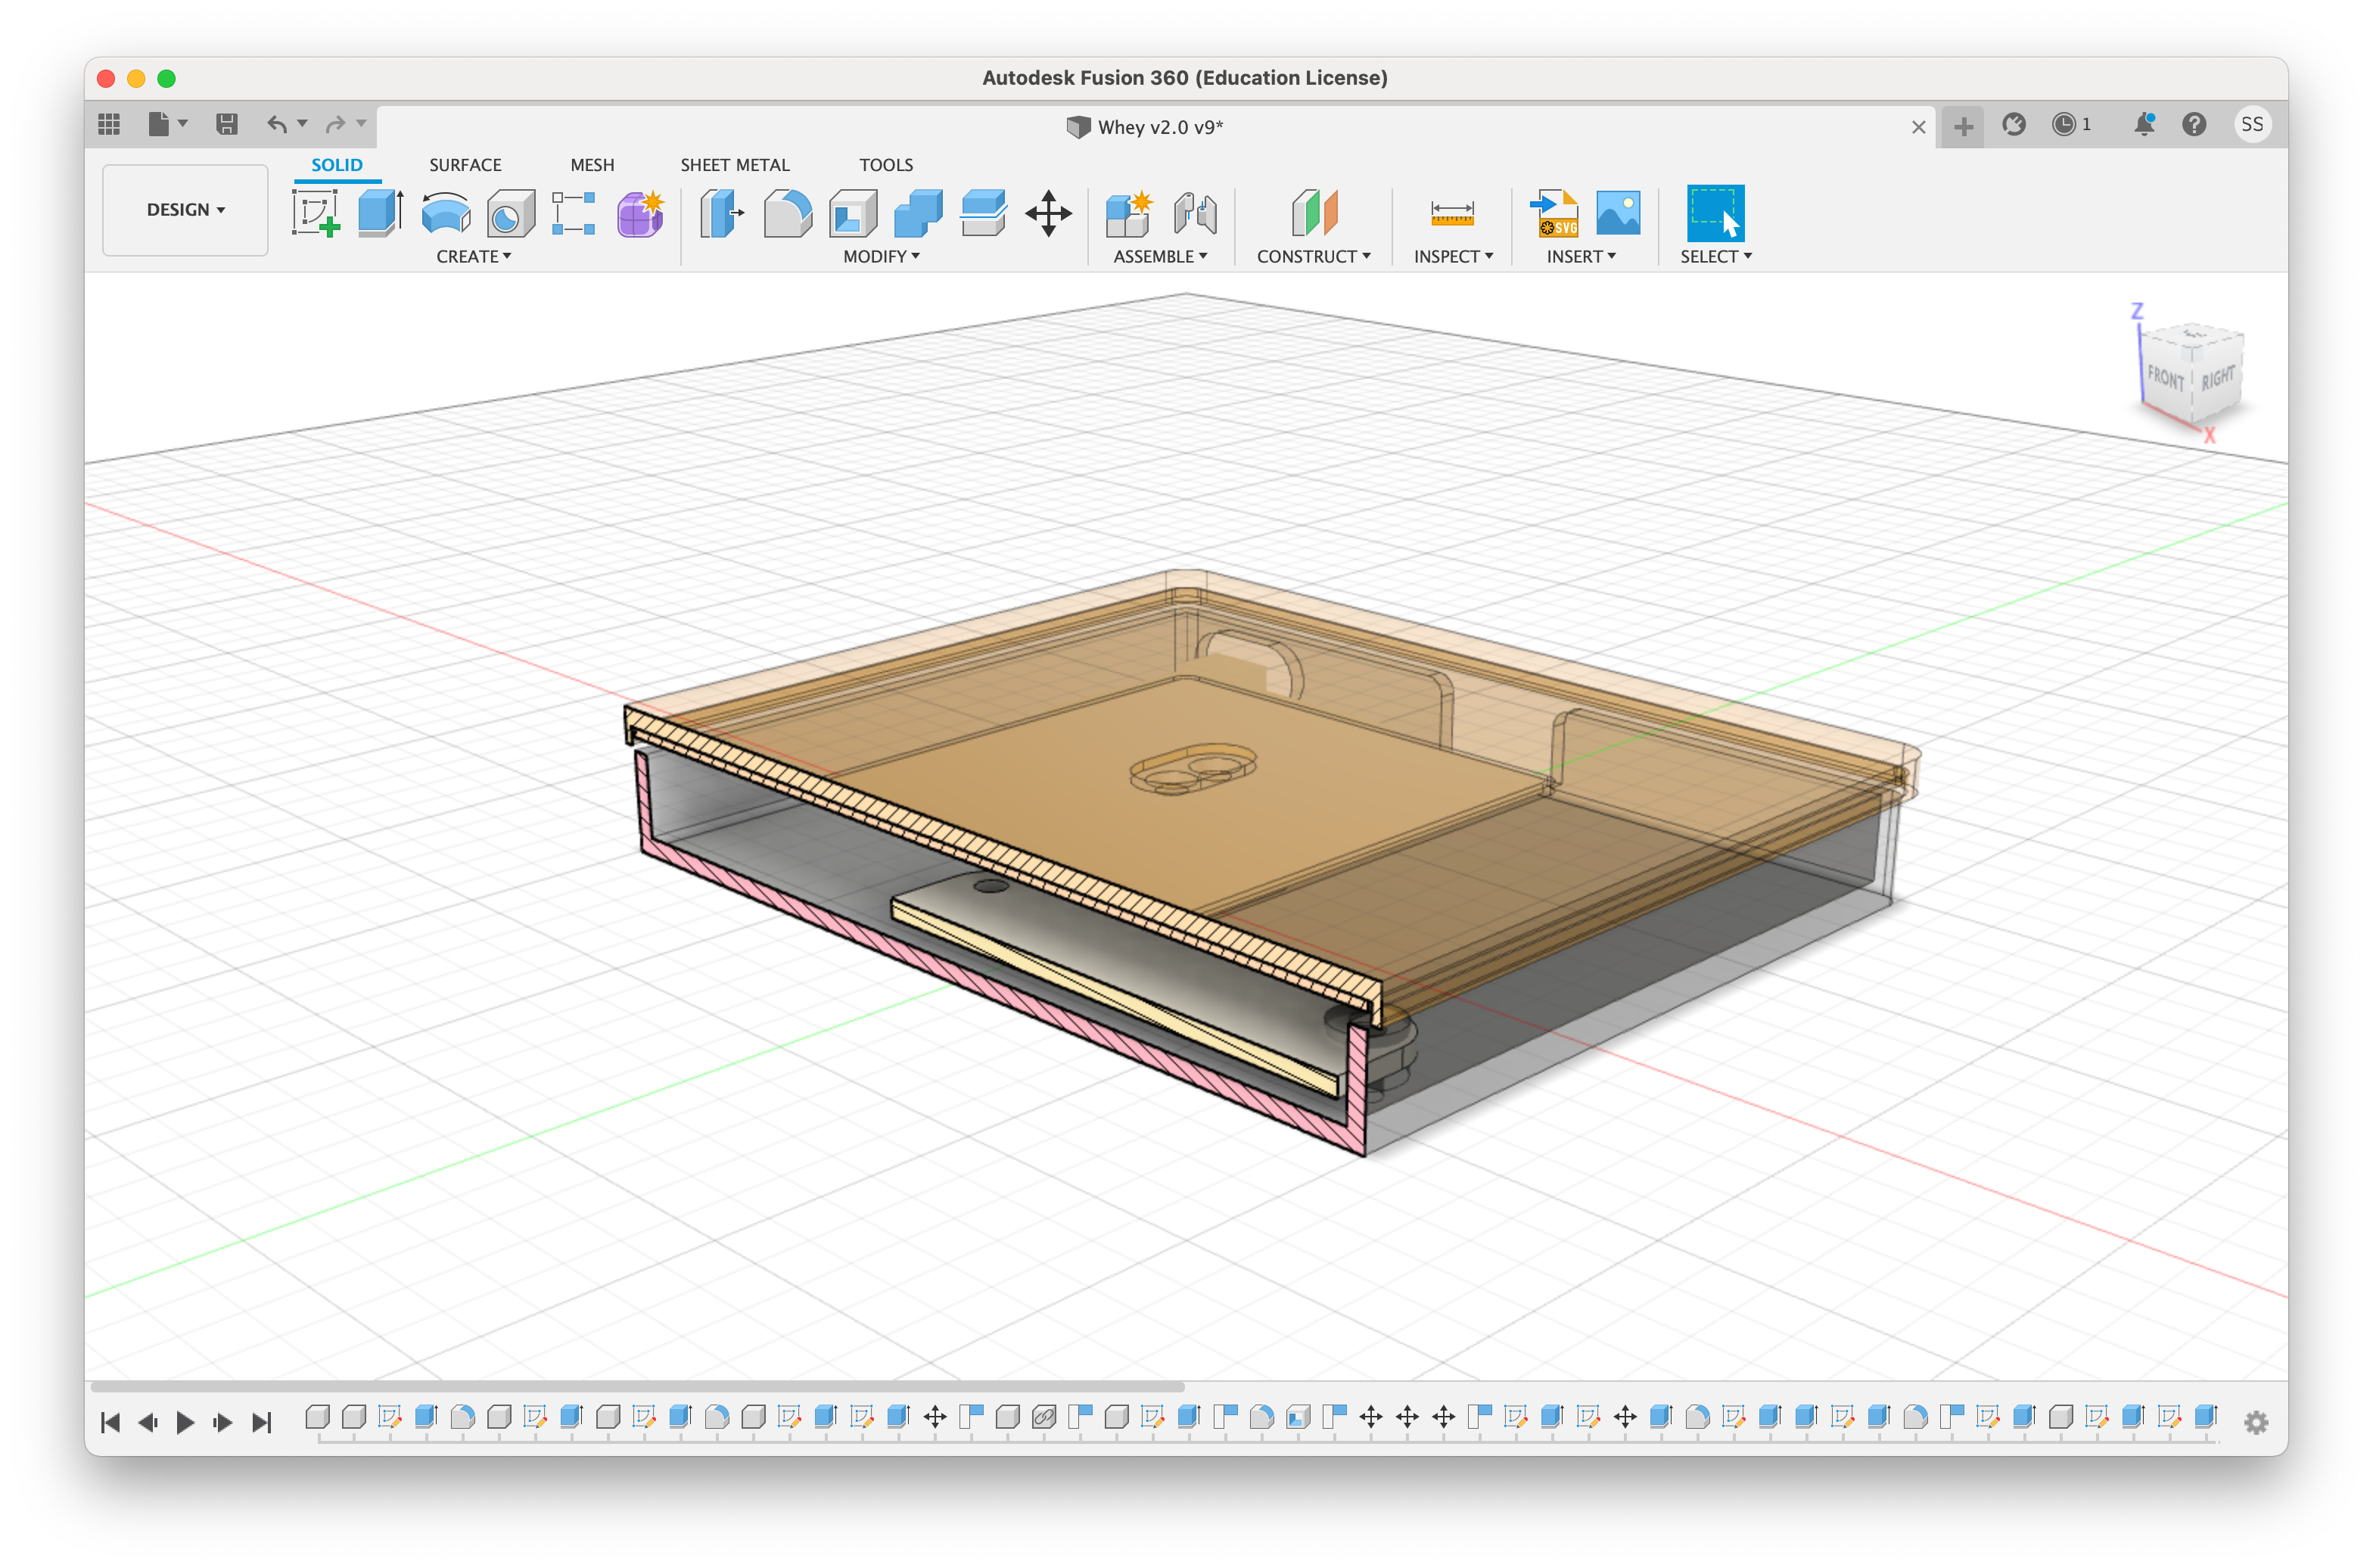 Autodesk Fusion 360 (Education License)
Whey v2.0 v9*
1
SS
DESIGN
SOLID SURFACE MESH SHEET METAL TOOLS
SVG
CREATE MODIFY ASSEMBLE CONSTRUCT INSPECT INSERT SELECT
Z
FRONT RIGHT
X